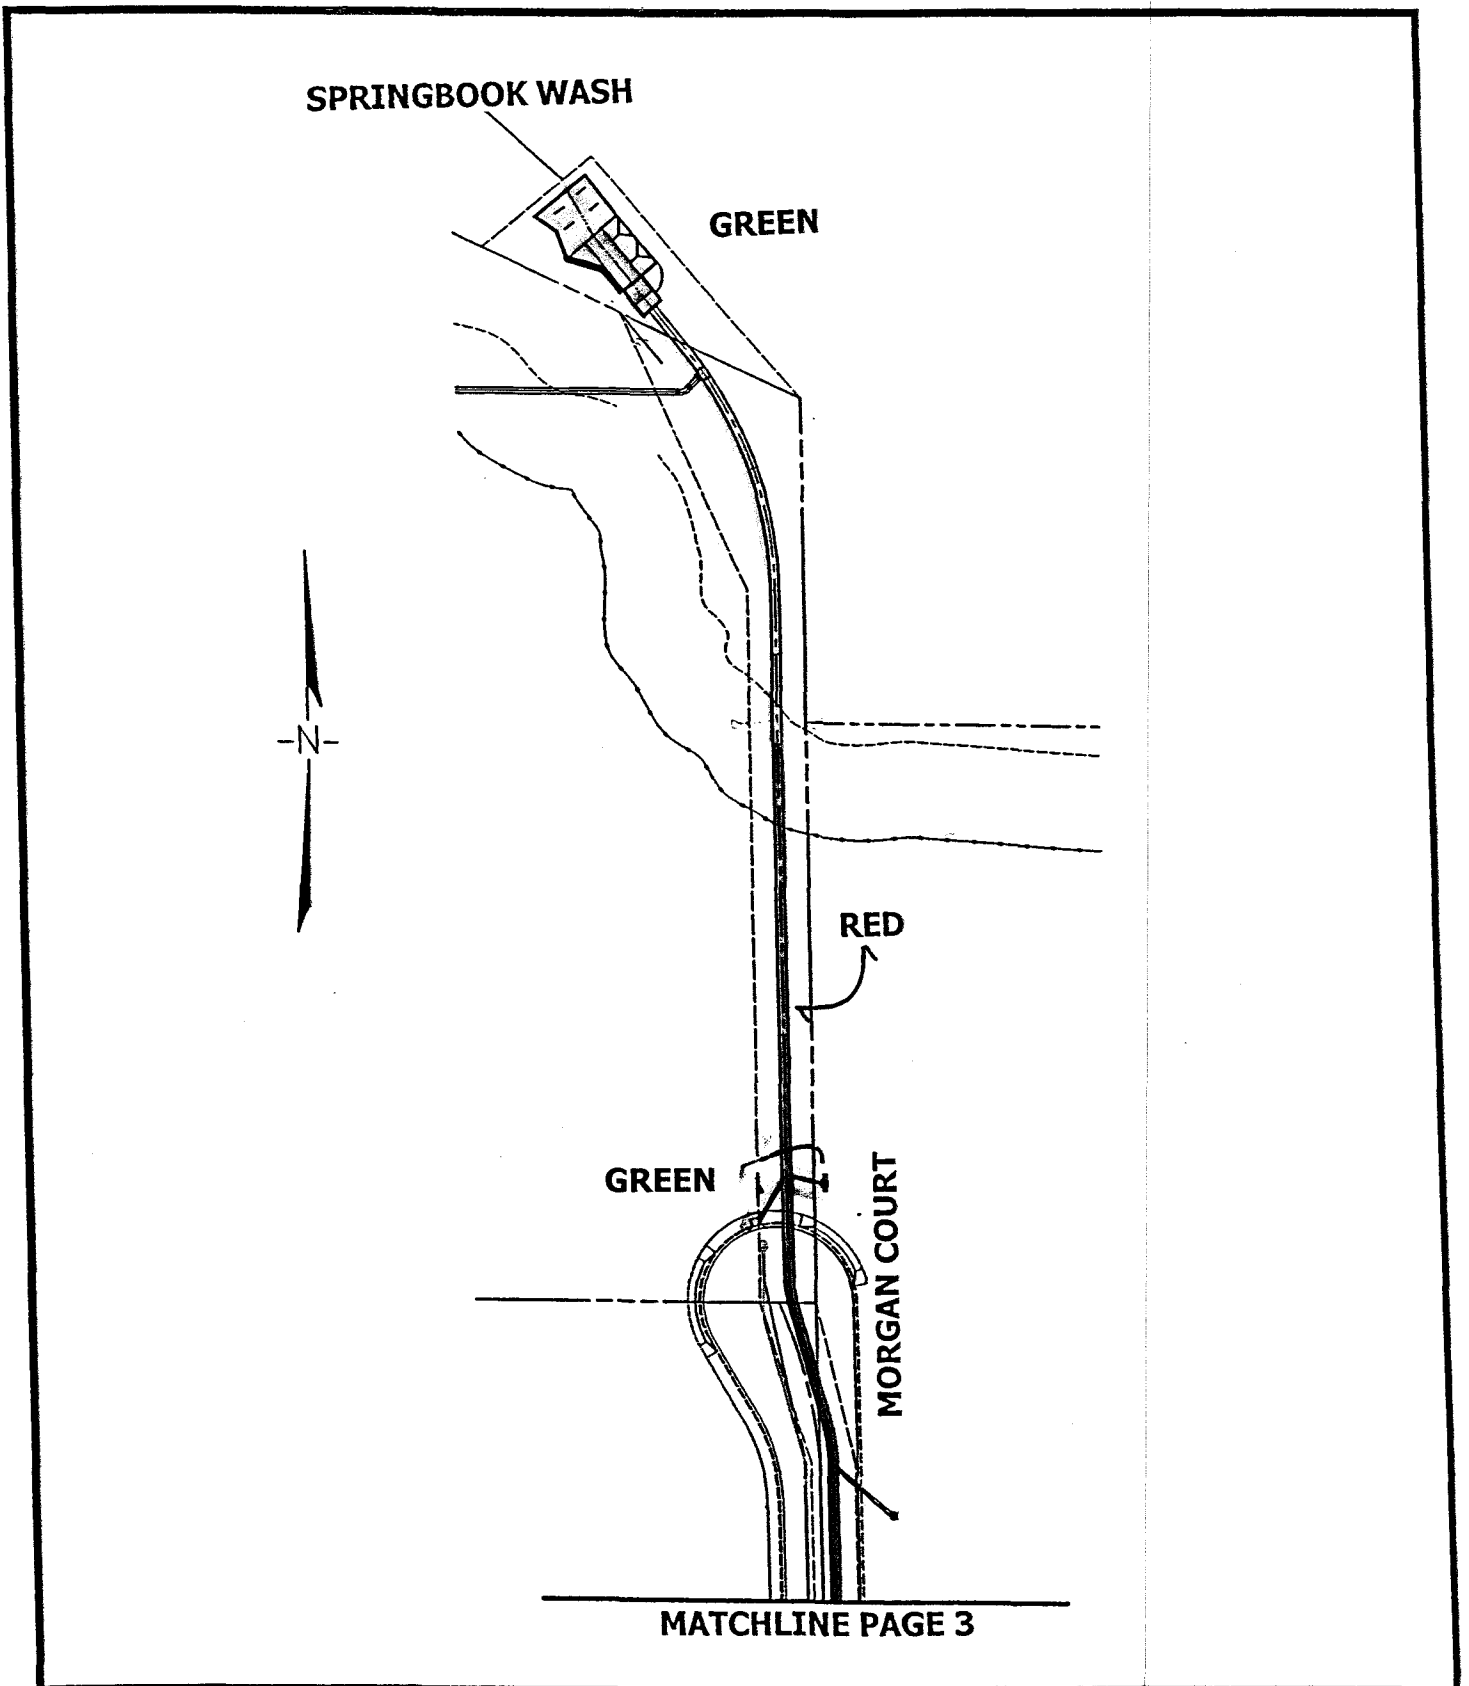 SPRINGBOOK WASH
GREEN
-N-
RED
GREEN
MORGAN COURT
MATCHLINE PAGE 3